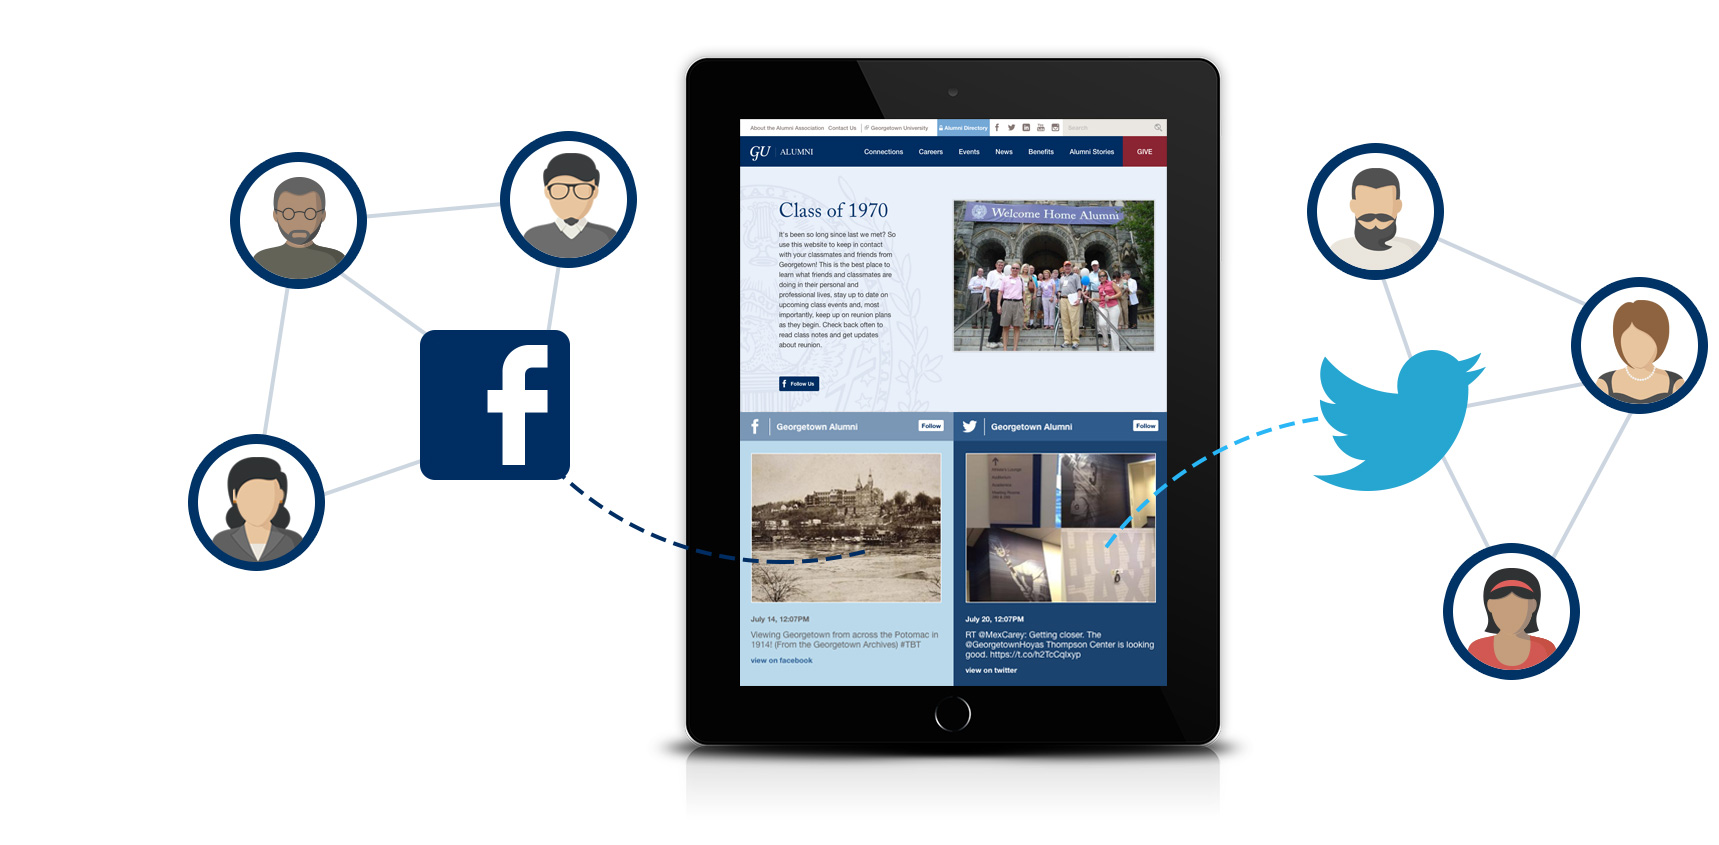 About the Alumni Association Contact Us Georgetown University Alumni Directory Search
GU ALUMNI Connections Careers Events News Benefits Alumni Stories GIVE
Class of 1970
It's been so long since last we met? So
use this website to keep in contact
with your classmates and friends from
Georgetown! This is the best place to
learn what friends and classmates are
doing in their personal and
professional lives, stay up to date on
upcoming class events and, most
importantly, keep up on reunion plans
as they begin. Check back often to
read class notes and get updates
about reunion.
Follow Us
Welcome Home Alumni
Georgetown Alumni Follow
July 14, 12:07PM
Viewing Georgetown from across the Potomac in
1914! (From the Georgetown Archives) #TBT
view on facebook
Georgetown Alumni Follow
July 20, 12:07PM
RT @MexCarey: Getting closer. The
@GeorgetownHoyas Thompson Center is looking
good. https://t.co/h2TcCqlxyp
view on twitter